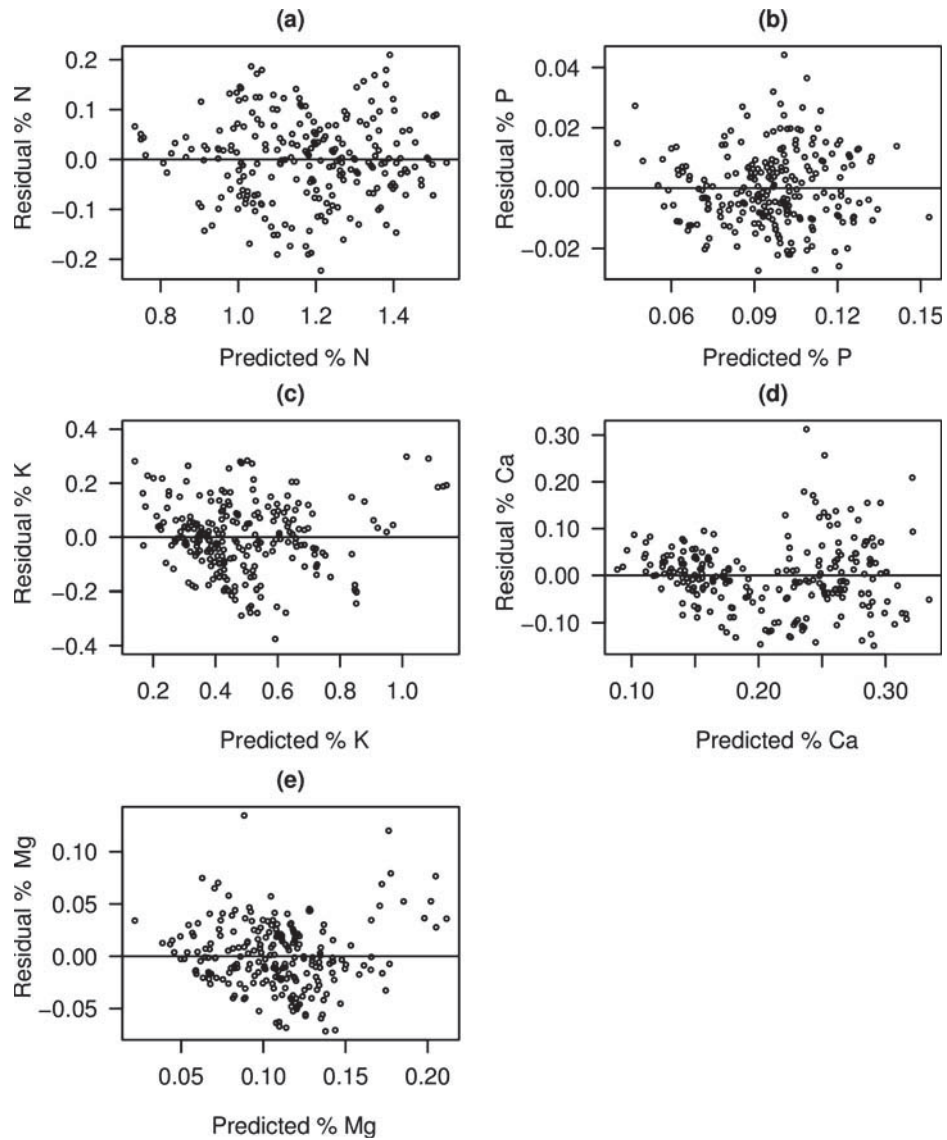 (a)
Residual % N
0.2
0.1
0.0
−0.1
−0.2
0.8 1.0 1.2 1.4
Predicted % N
(b)
Residual % P
0.04
0.02
0.00
−0.02
0.06 0.09 0.12 0.15
Predicted % P
(c)
Residual % K
0.4
0.2
0.0
−0.2
−0.4
0.2 0.4 0.6 0.8 1.0
Predicted % K
(d)
Residual % Ca
0.30
0.20
0.10
0.00
−0.10
0.10 0.20 0.30
Predicted % Ca
(e)
Residual % Mg
0.10
0.05
0.00
−0.05
0.05 0.10 0.15 0.20
Predicted % Mg